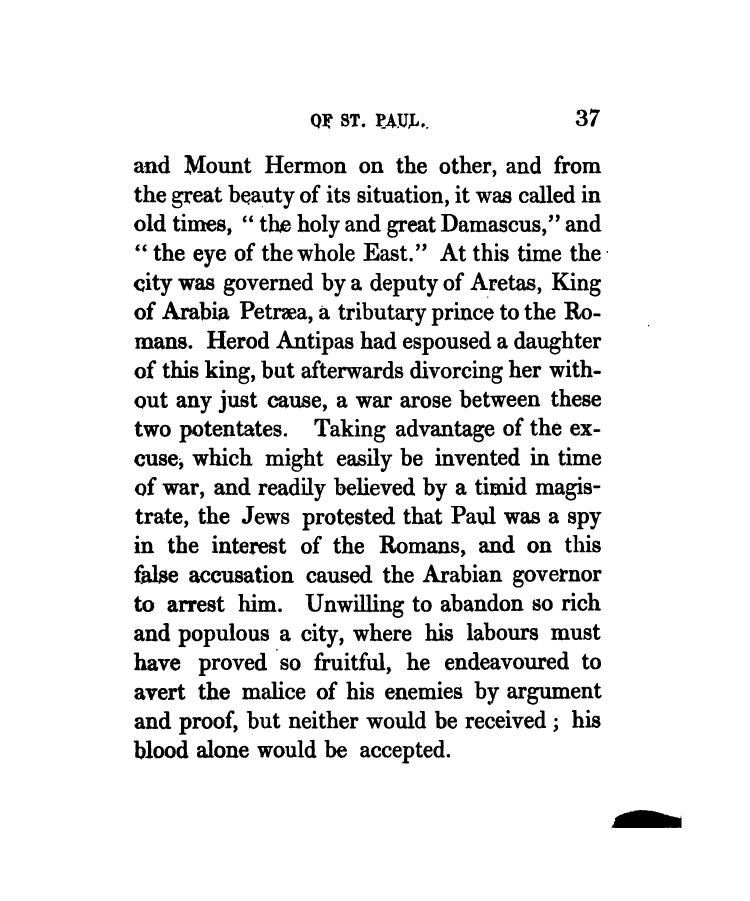 OF ST. PAUL. 37
and Mount Hermon on the other, and from
the great beauty of its situation, it was called in
old times, “ the holy and great Damascus,” and
“ the eye of the whole East.” At this time the
city was governed by a deputy of Aretas, King
of Arabia Petræa, a tributary prince to the Ro-
mans. Herod Antipas had espoused a daughter
of this king, but afterwards divorcing her with-
out any just cause, a war arose between these
two potentates. Taking advantage of the ex-
cuse, which might easily be invented in time
of war, and readily believed by a timid magis-
trate, the Jews protested that Paul was a spy
in the interest of the Romans, and on this
false accusation caused the Arabian governor
to arrest him. Unwilling to abandon so rich
and populous a city, where his labours must
have proved so fruitful, he endeavoured to
avert the malice of his enemies by argument
and proof, but neither would be received ; his
blood alone would be accepted.